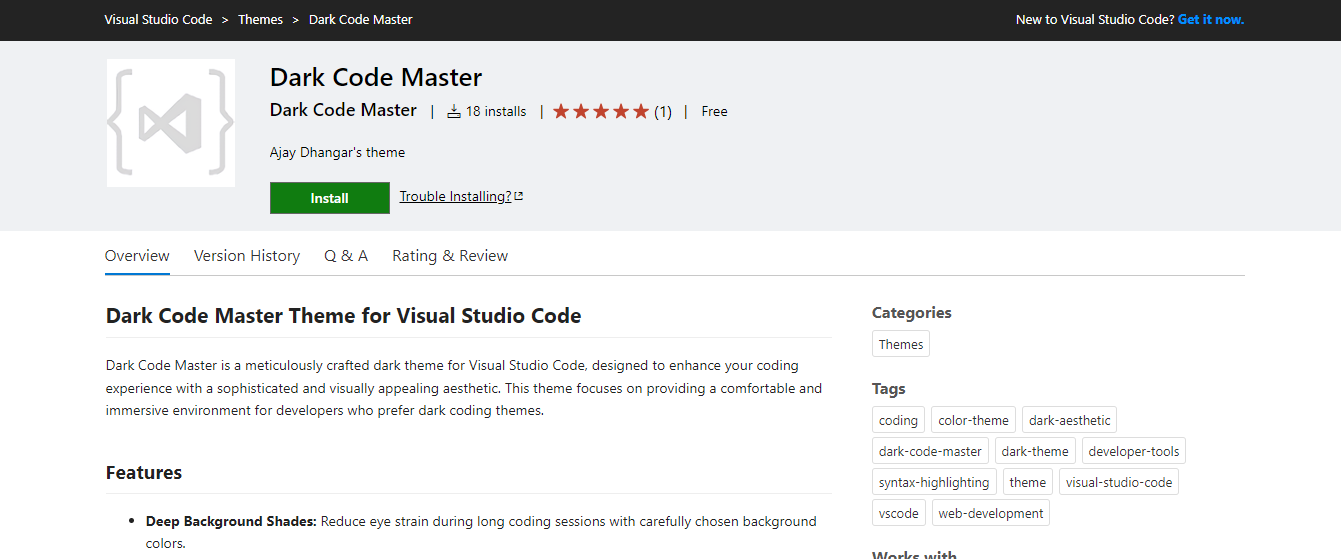 Visual Studio Code > Themes > Dark Code Master
New to Visual Studio Code? Get it now.
Dark Code Master
Dark Code Master | 18 installs | (1) | Free
Ajay Dhangar's theme
Install
Trouble Installing?
Overview Version History Q & A Rating & Review
Dark Code Master Theme for Visual Studio Code
Dark Code Master is a meticulously crafted dark theme for Visual Studio Code, designed to enhance your coding
experience with a sophisticated and visually appealing aesthetic. This theme focuses on providing a comfortable and
immersive environment for developers who prefer dark coding themes.
Features
• Deep Background Shades: Reduce eye strain during long coding sessions with carefully chosen background
colors.
Categories
Themes
Tags
coding color-theme dark-aesthetic
dark-code-master dark-theme developer-tools
syntax-highlighting theme visual-studio-code
vscode web-development
Works with